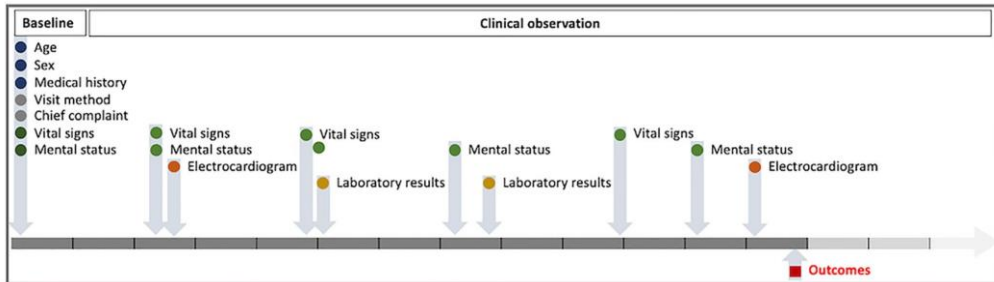 Baseline
Clinical observation
Age
Sex
Medical history
Visit method
Chief complaint
Vital signs
Vital signs
Vital signs
Vital signs
Mental status
Mental status
Mental status
Mental status
Electrocardiogram
Electrocardiogram
Laboratory results
Laboratory results
Outcomes